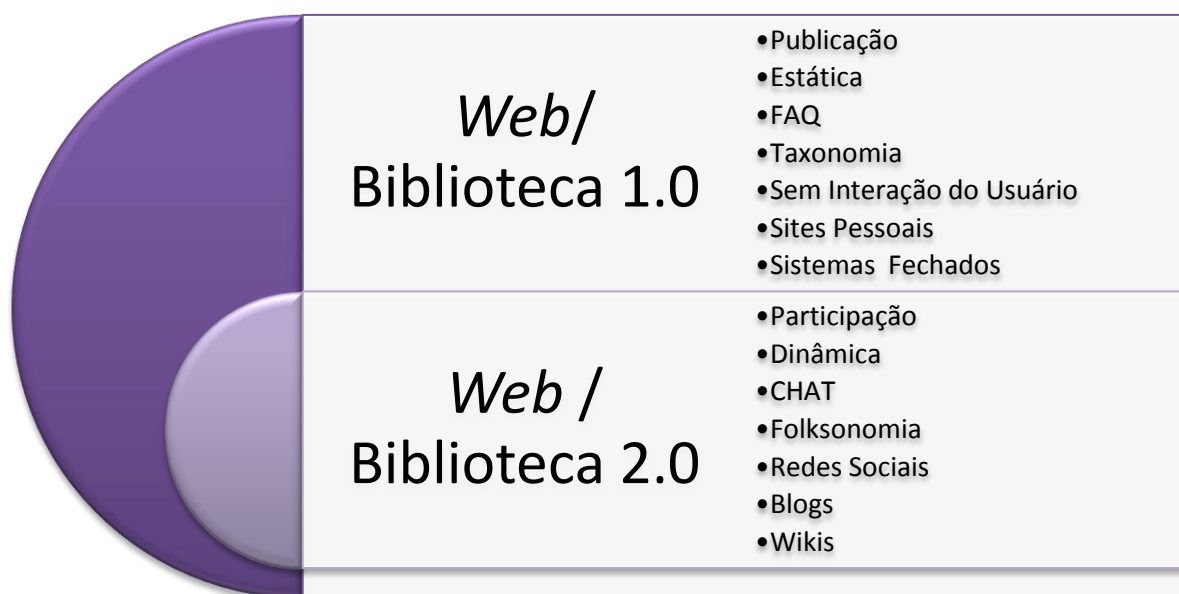 Web/
Biblioteca 1.0
•Publicação
•Estática
•FAQ
•Taxonomia
•Sem Interação do Usuário
•Sites Pessoais
•Sistemas  Fechados
Web /
Biblioteca 2.0
•Participação
•Dinâmica
•CHAT
•Folksonomia
•Redes Sociais
•Blogs
•Wikis